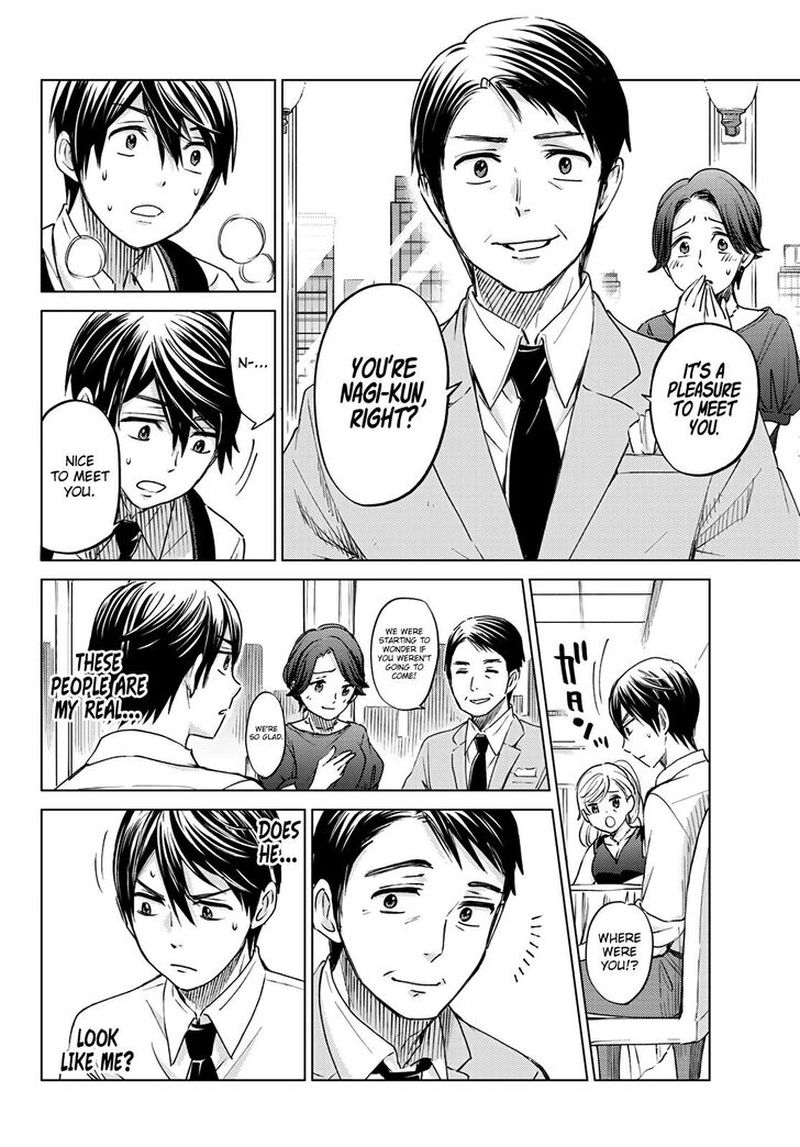 IT'S A
PLEASURE
TO MEET
YOU.
YOU'RE
NAGI-KUN,
RIGHT?
N-...
NICE
TO MEET
YOU.
ガタンッ
WHERE
WERE
YOU!?
WE WERE
STARTING TO
WONDER IF
YOU WEREN'T
GOING TO
COME!
WE'RE
SO GLAD.
THESE
PEOPLE ARE
MY REAL...
DOES
HE...
LOOK
LIKE ME?